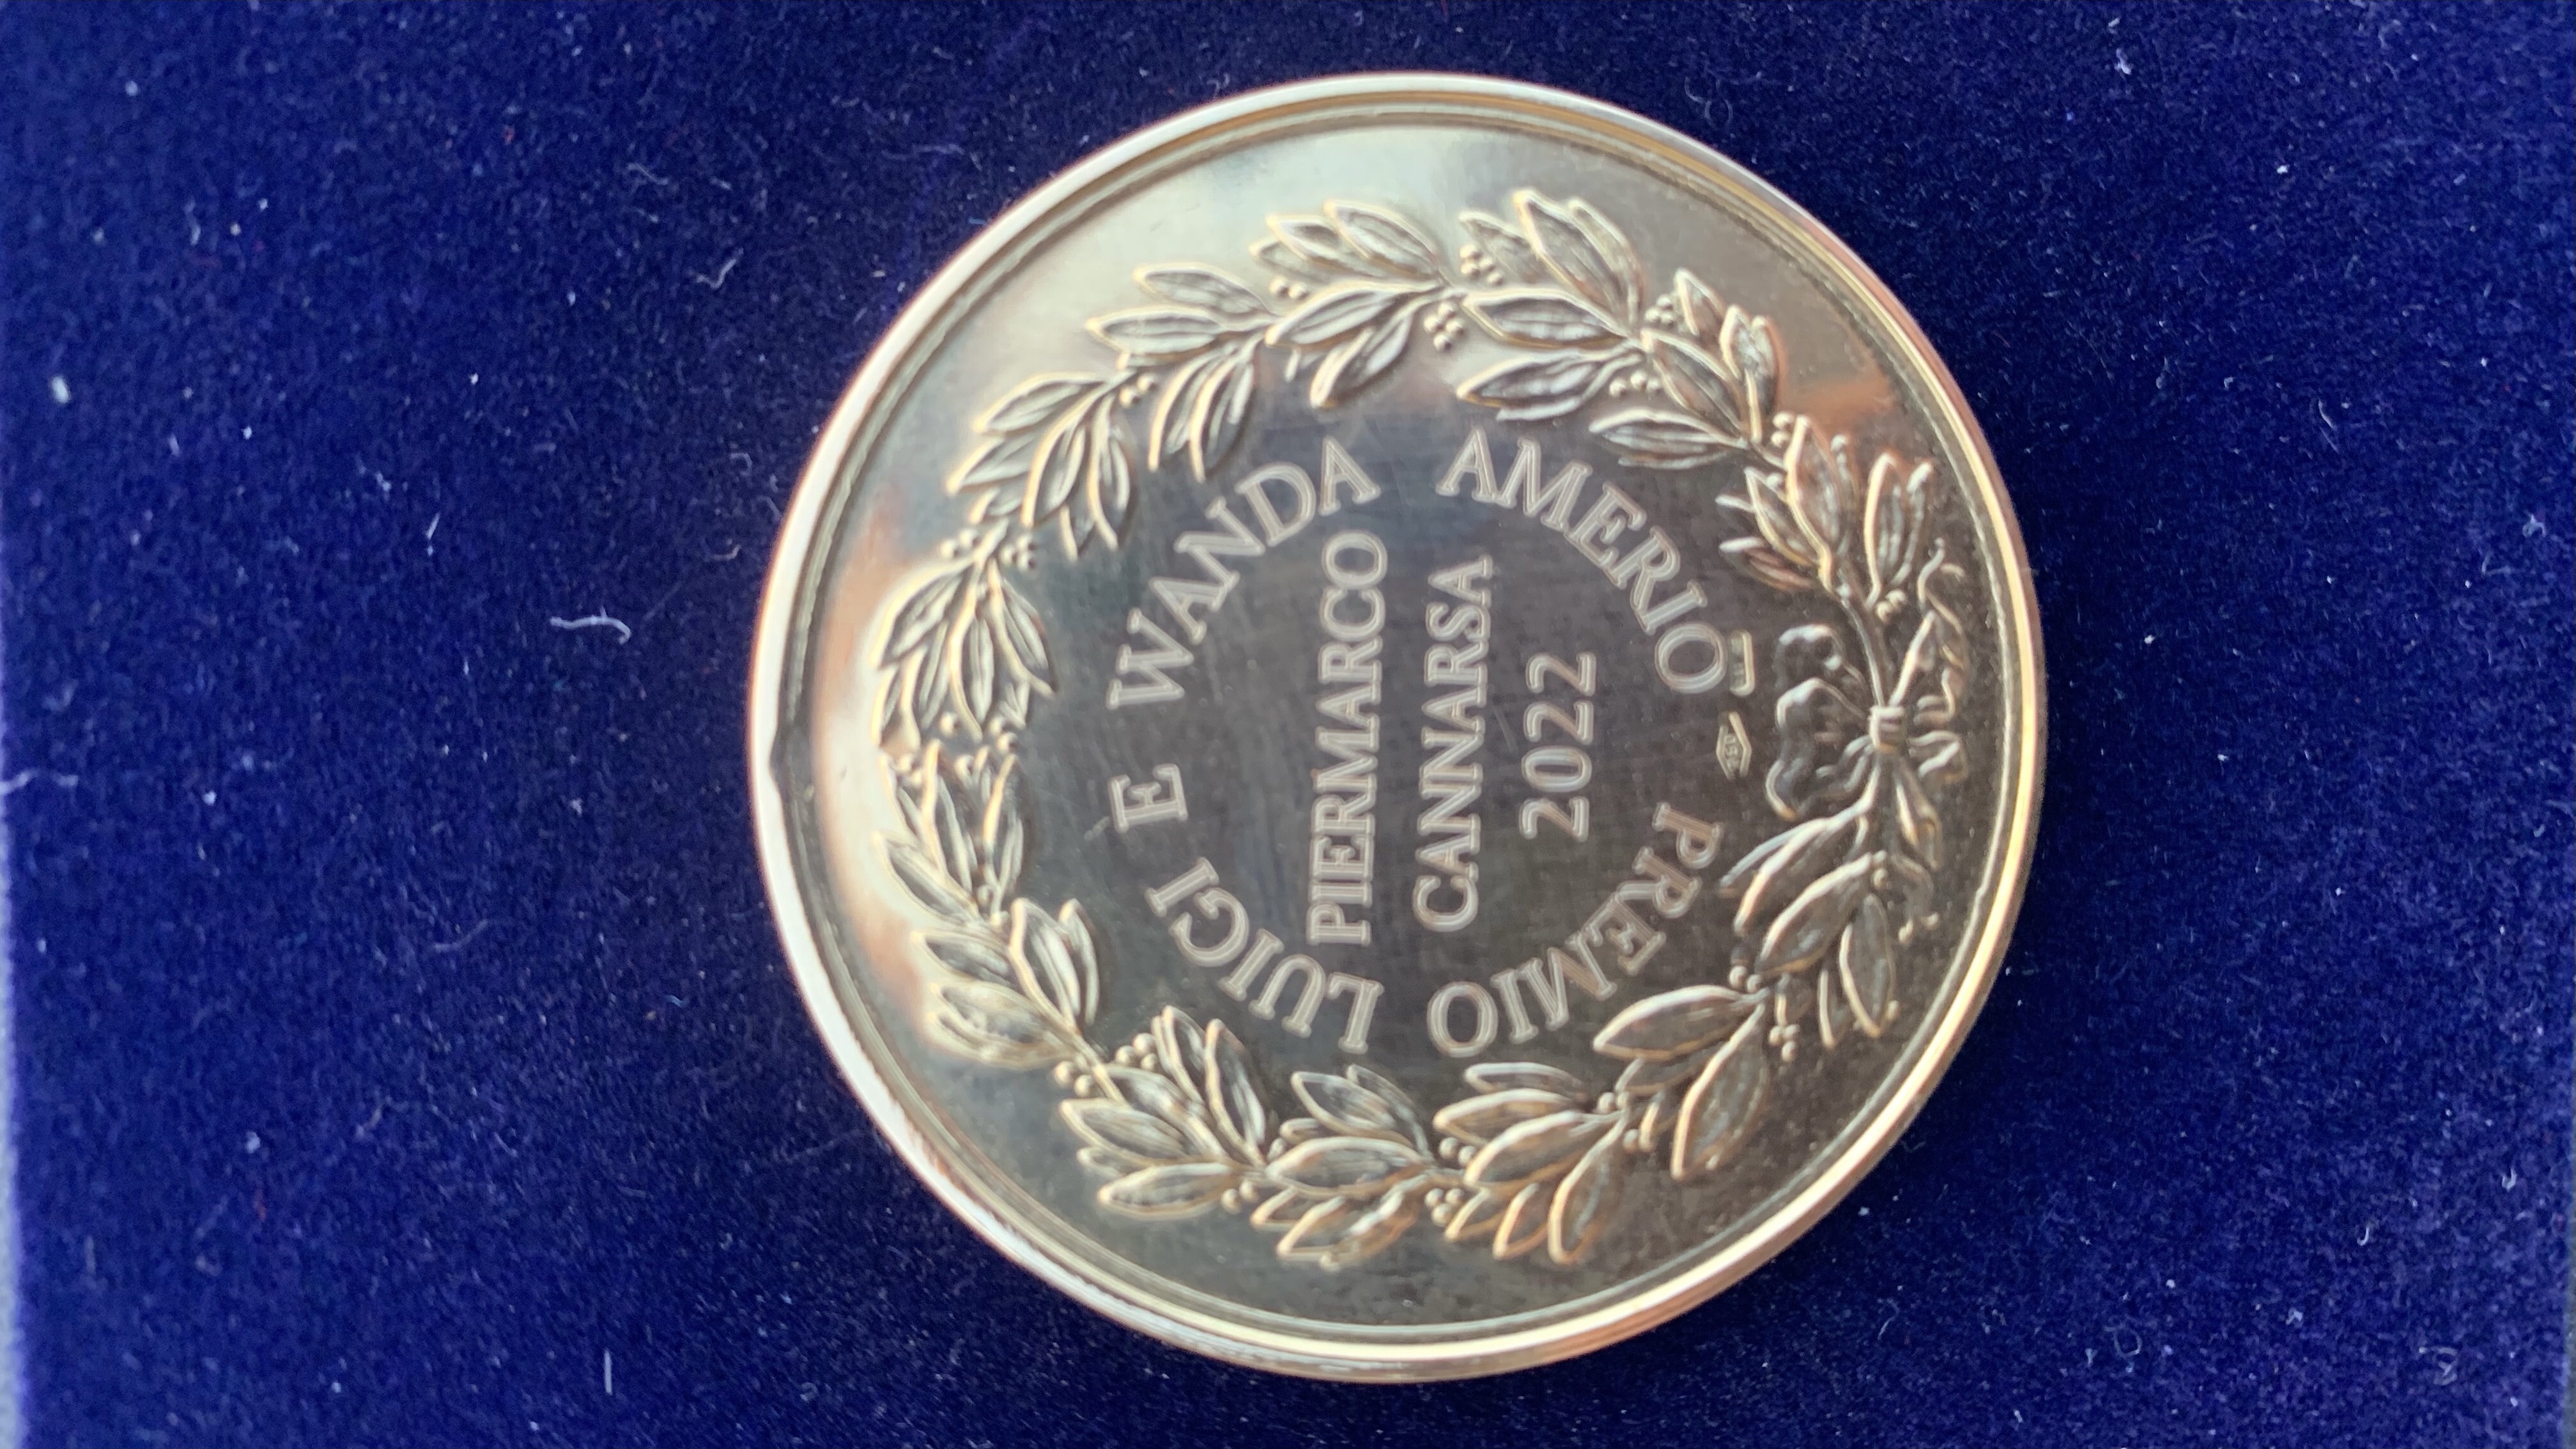 PREMIO LUIGI E WANDA AMERIO
PIERMARCO
CANNARSA
2022